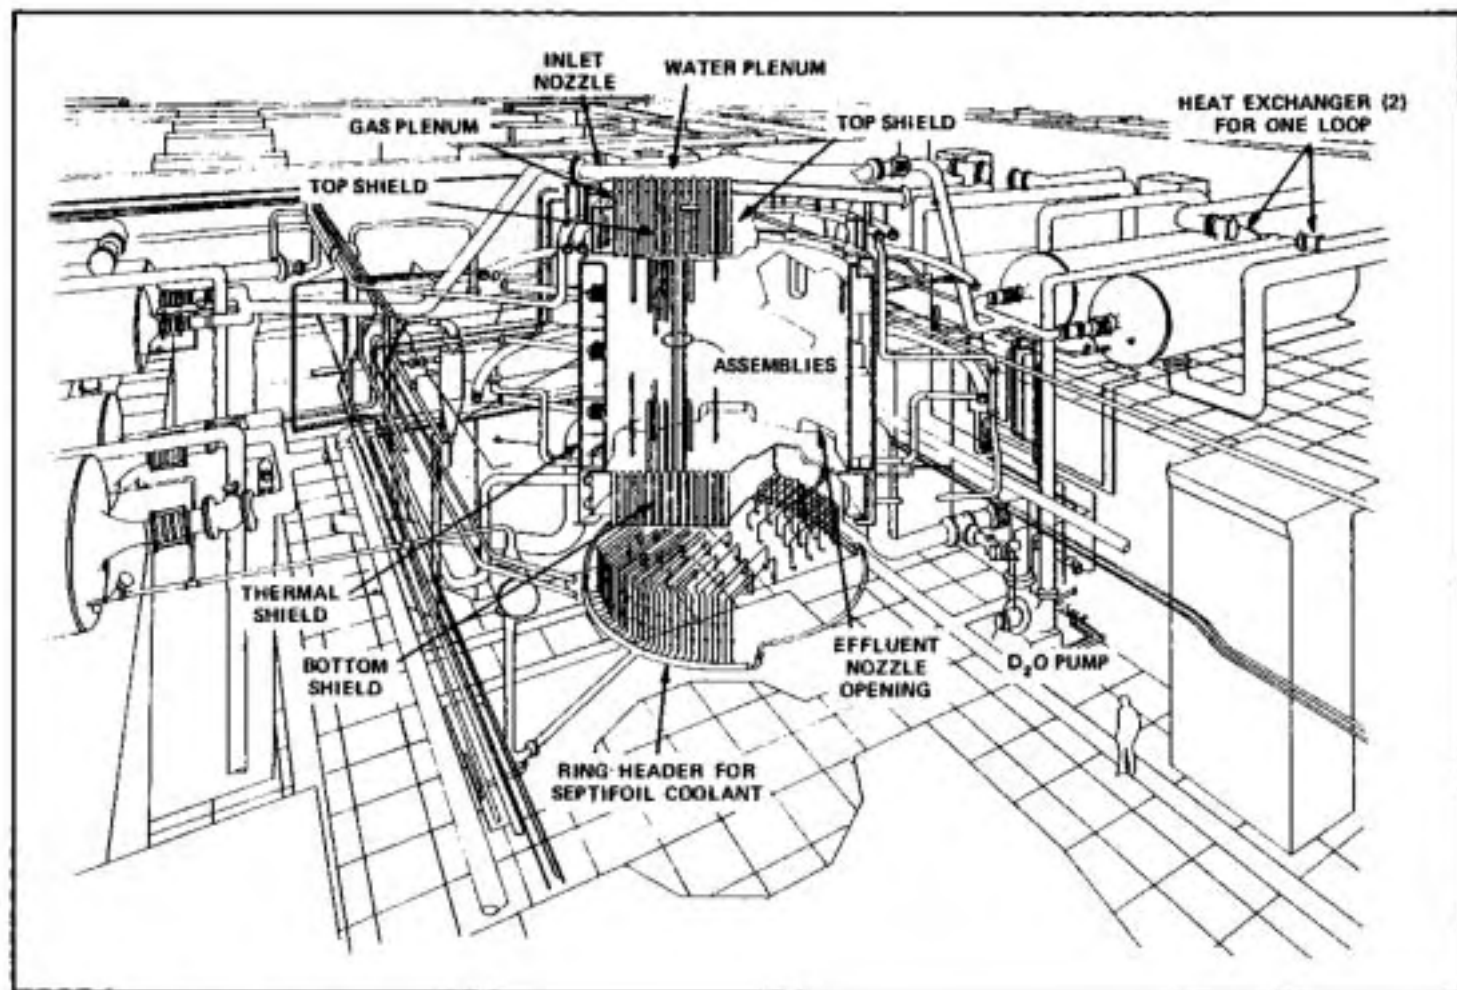 INLET
NOZZLE
WATER PLENUM
HEAT EXCHANGER (2)
FOR ONE LOOP
GAS PLENUM
TOP SHIELD
TOP SHIELD
ASSEMBLIES
THERMAL
SHIELD
BOTTOM
SHIELD
EFFLUENT
NOZZLE
OPENING
D₂O PUMP
RING-HEADER FOR
SEPTIFOIL COOLANT